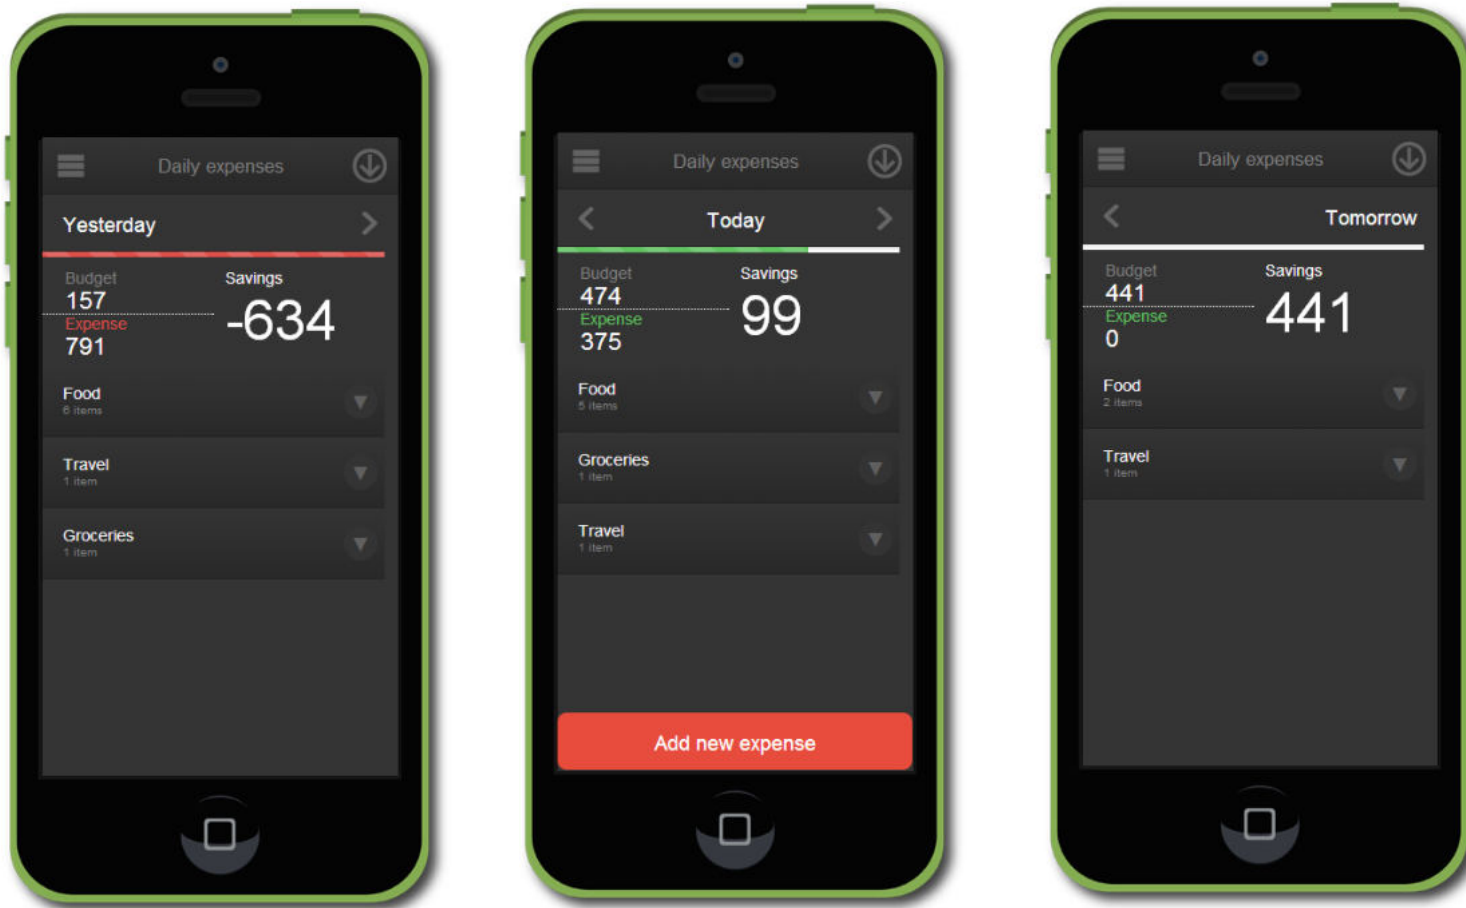 Daily expenses
Yesterday
Budget
157
Expense
791
Savings
-634
Food
6 items
Travel
1 item
Groceries
1 item
Daily expenses
Today
Budget
474
Expense
375
Savings
99
Food
5 items
Groceries
1 item
Travel
1 item
Add new expense
Daily expenses
Tomorrow
Budget
441
Expense
0
Savings
441
Food
2 items
Travel
1 item